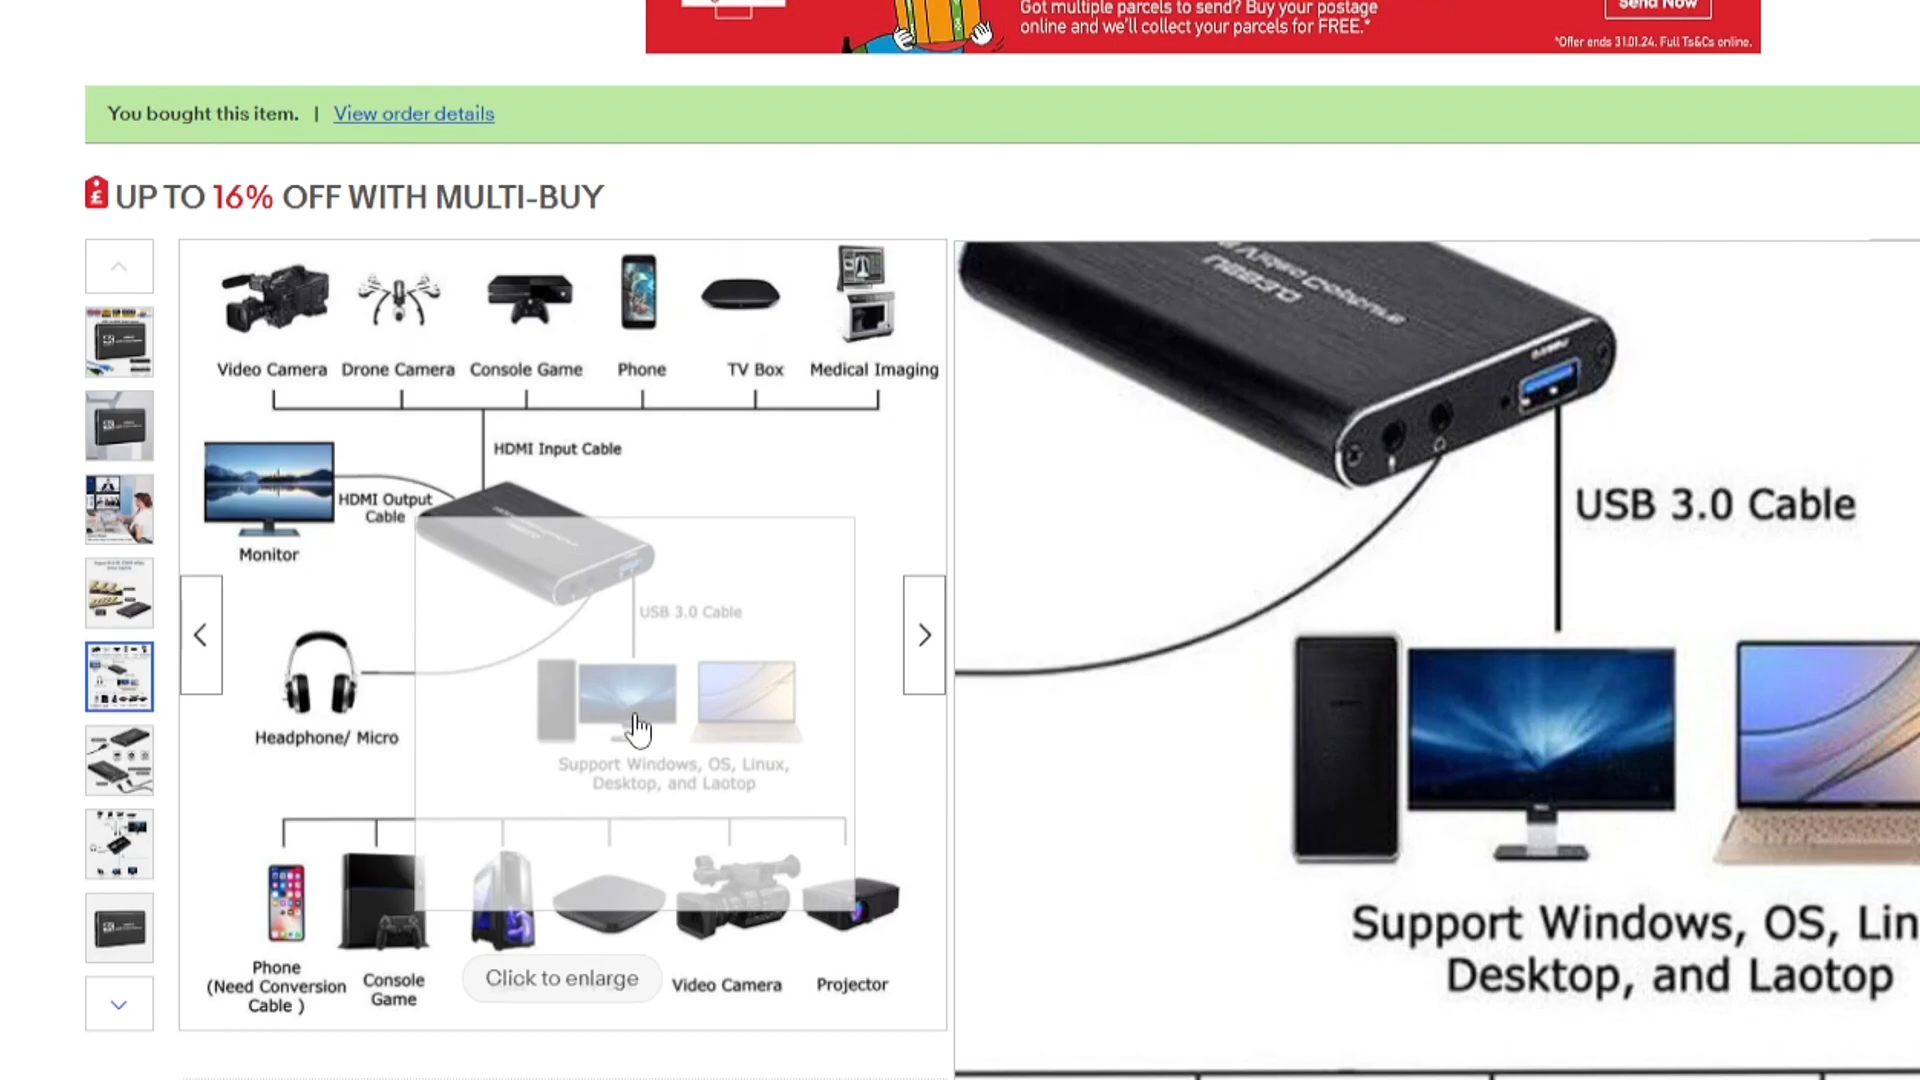 Got multiple parcels to send? Buy your postage
online and we'll collect your parcels for FREE.*
Send Now
*Offer ends 31.01.24. Full Ts&Cs online.
You bought this item. | View order details
£ UP TO 16% OFF WITH MULTI-BUY
Video Camera Drone Camera Console Game Phone TV Box Medical Imaging
HDMI Input Cable
HDMI Output
Cable
Monitor
USB 3.0 Cable
Headphone/ Micro
Support Windows, OS, Linux,
Desktop, and Laotop
Phone
(Need Conversion
Cable )
Console
Game
Click to enlarge
Video Camera
Projector
USB 3.0 Cable
Support Windows, OS, Lin
Desktop, and Laotop